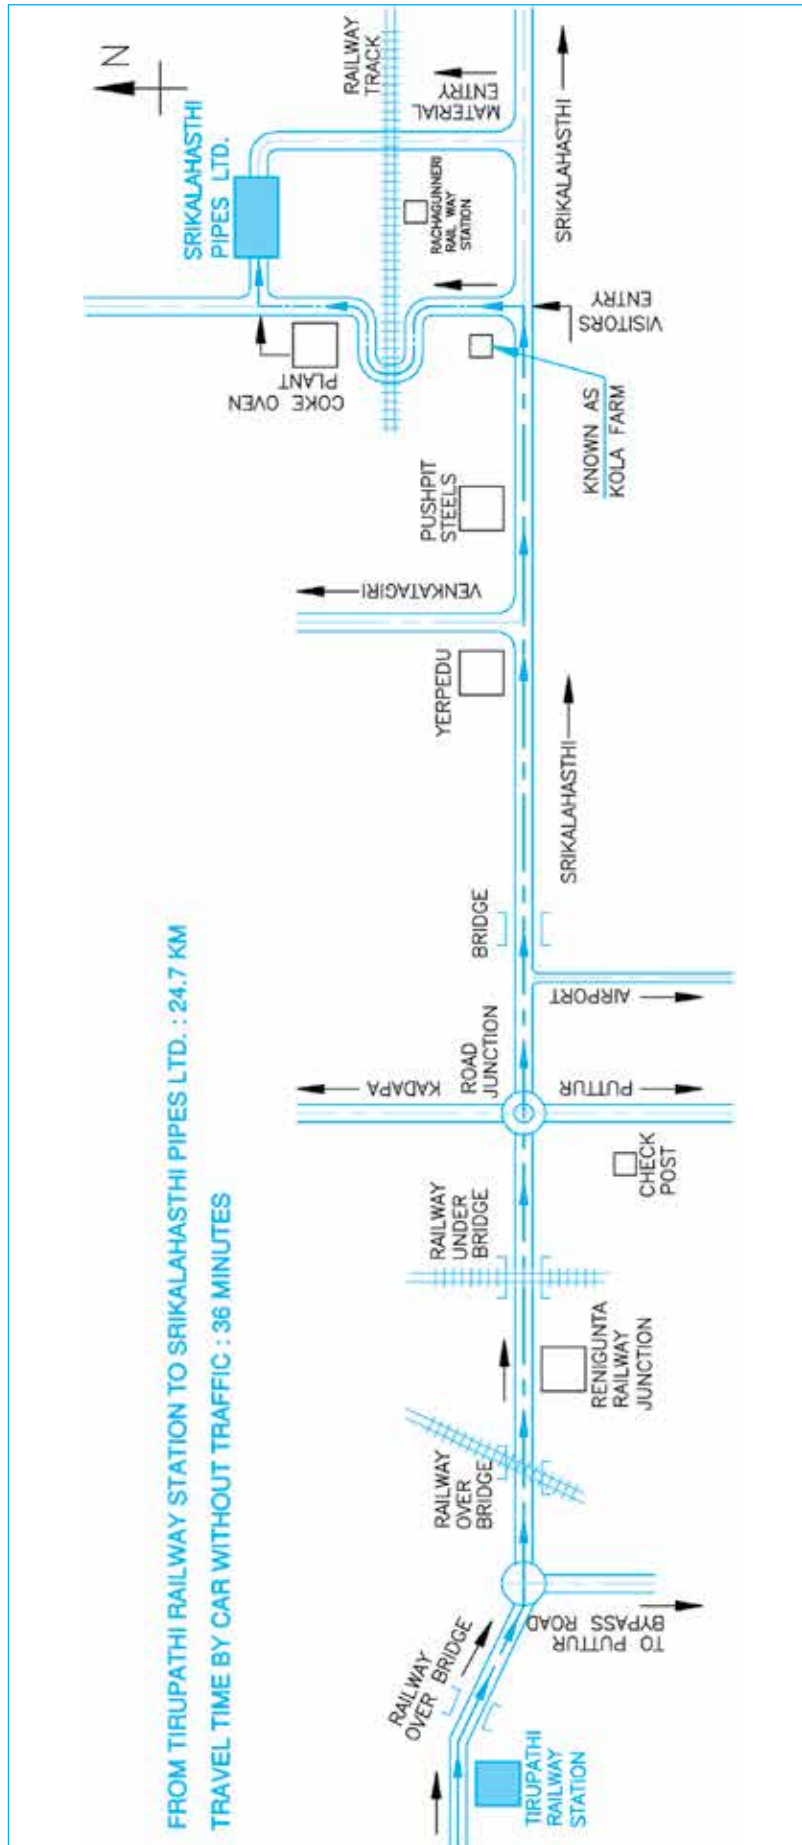 FROM TIRUPATHI RAILWAY STATION TO SRIKALAHASTHI PIPES LTD. : 24.7 KM
TRAVEL TIME BY CAR WITHOUT TRAFFIC : 36 MINUTES
TIRUPATHI
RAILWAY
STATION
RAILWAY
OVER BRIDGE
TO PUTTUR
BYPASS ROAD
RAILWAY
OVER
BRIDGE
RENIGUNTA
RAILWAY
JUNCTION
RAILWAY
UNDER
BRIDGE
CHECK
POST
KADAPA
ROAD
JUNCTION
PUTTUR
AIRPORT
BRIDGE
SRIKALAHASTHI
YERPEDU
VENKATAGIRI
PUSHPIT
STEELS
KNOWN AS
KOLA FARM
COKE OVEN
PLANT
VISITORS
ENTRY
SRIKALAHASTHI
PIPES LTD.
RACHAGUNNERI
RAIL WAY
STATION
RAILWAY
TRACK
MATERIAL
ENTRY
SRIKALAHASTHI
N